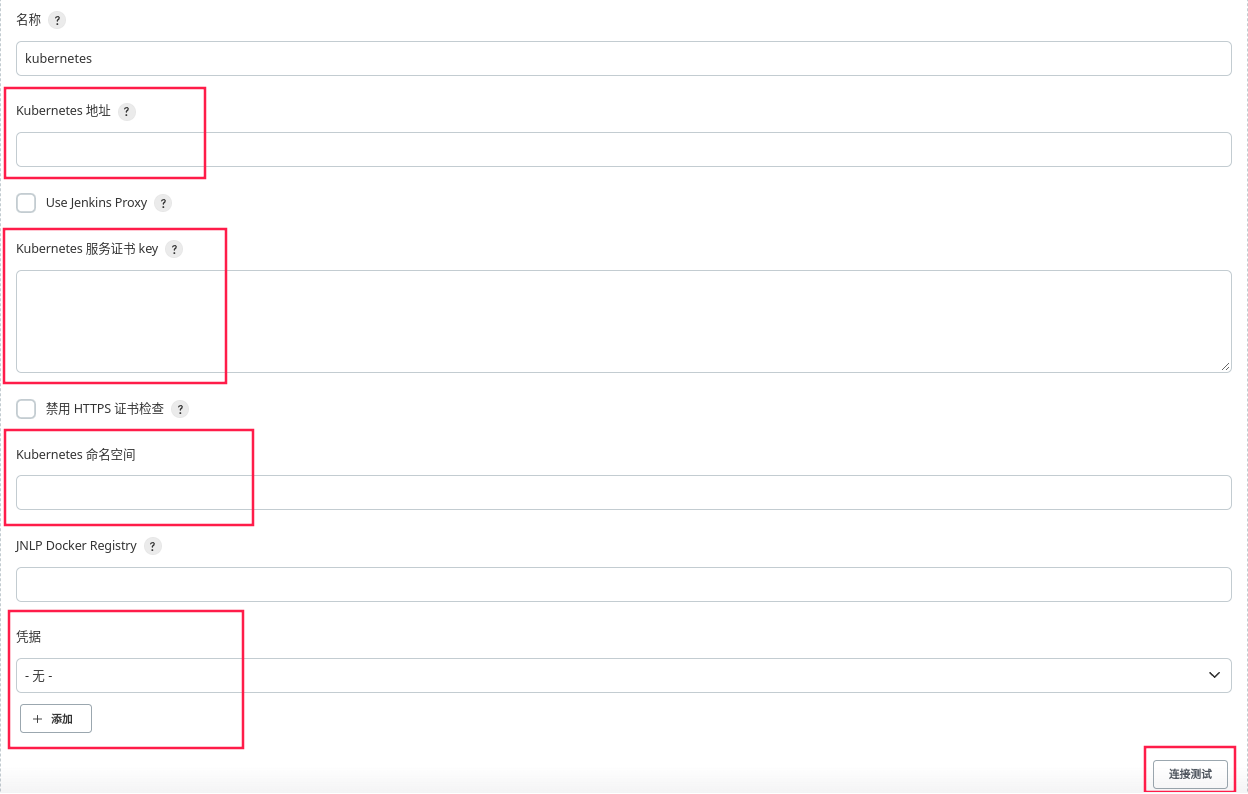 名称 ?
kubernetes
Kubernetes 地址 ?
Use Jenkins Proxy ?
Kubernetes 服务证书 key ?
禁用 HTTPS 证书检查 ?
Kubernetes 命名空间
JNLP Docker Registry ?
凭据
- 无 -
+ 添加
连接测试